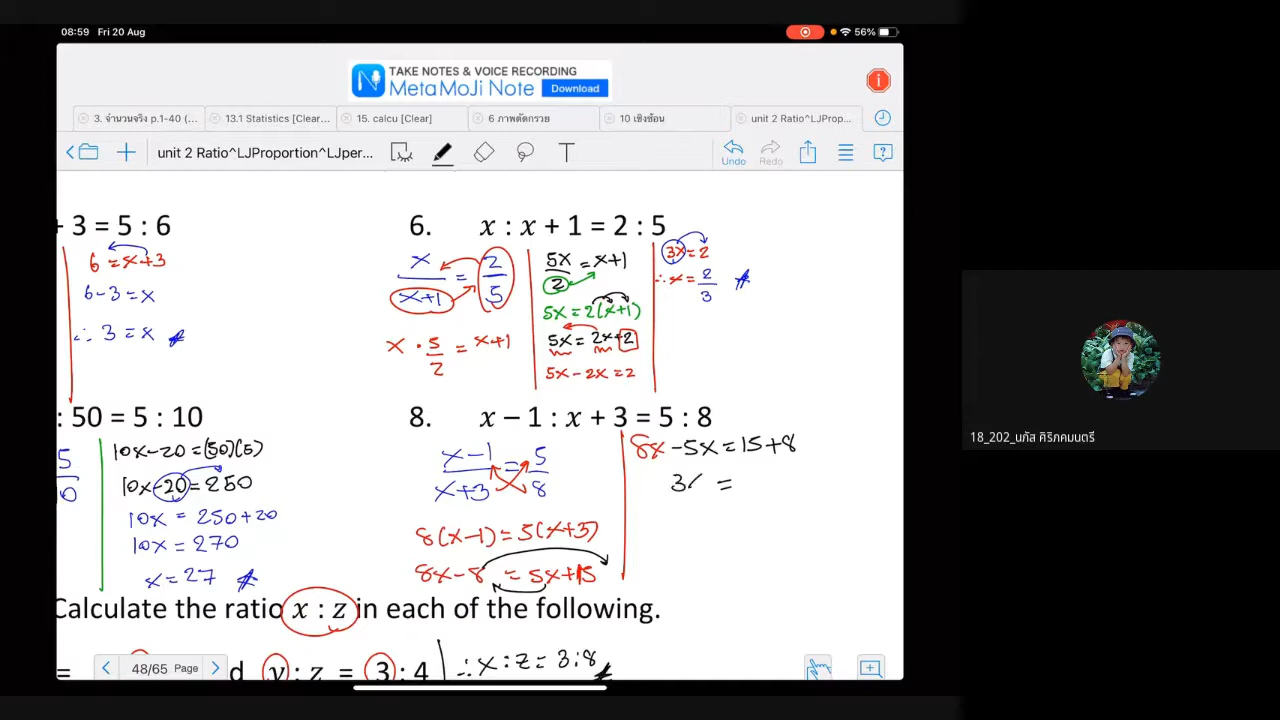 08:59 Fri 20 Aug
56%
TAKE NOTES & VOICE RECORDING
MetaMoJi Note Download
3. จำนวนจริง p.1-40 (...
13.1 Statistics [Clear...
15. calcu [Clear]
6 ภาพตัดกรวย
10 เชิงซ้อน
unit 2 Ratio^LJProp...
unit 2 Ratio^LJProportion^LJper...
Undo
Redo
+ 3 = 5 : 6
6 = x+3
6-3 = x
∴ 3 = x
6. x : x + 1 = 2 : 5
x/(x+1) = 2/5
x · 5/2 = x+1
5x/2 = x+1
5x = 2(x+1)
5x = 2x+2
5x - 2x = 2
3x = 2
∴ x = 2/3
: 50 = 5 : 10
5
0
10x-20 = (50)(5)
10x-20 = 250
10x = 250+20
10x = 270
x = 27
8. x − 1 : x + 3 = 5 : 8
(x-1)/(x+3) = 5/8
8(x-1) = 5(x+3)
8x-8 = 5x+15
8x -5x = 15+8
3x =
Calculate the ratio x : z in each of the following.
= d y : z = 3 : 4
∴ x : z = 3:8
48/65 Page
18_202_นภัส ศิริภคมนตรี